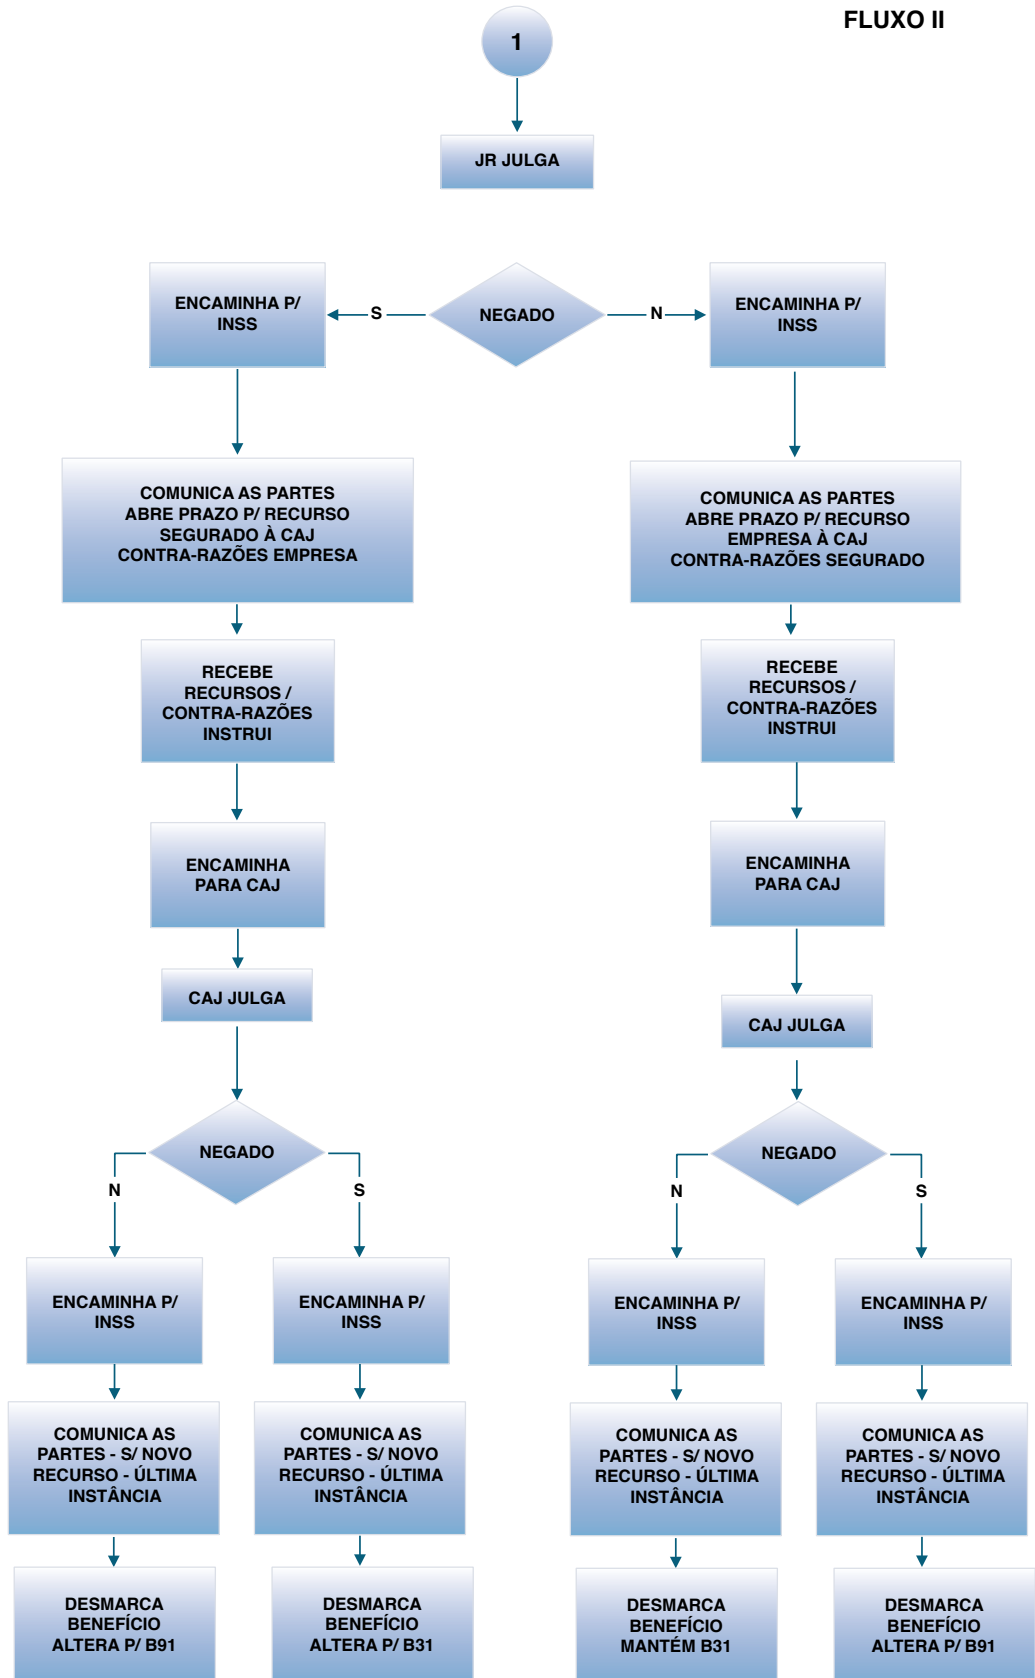 FLUXO II
1
JR JULGA
ENCAMINHA P/
INSS
S
NEGADO
N
ENCAMINHA P/
INSS
COMUNICA AS PARTES
ABRE PRAZO P/ RECURSO
SEGURADO À CAJ
CONTRA-RAZÕES EMPRESA
COMUNICA AS PARTES
ABRE PRAZO P/ RECURSO
EMPRESA À CAJ
CONTRA-RAZÕES SEGURADO
RECEBE
RECURSOS /
CONTRA-RAZÕES
INSTRUI
RECEBE
RECURSOS /
CONTRA-RAZÕES
INSTRUI
ENCAMINHA
PARA CAJ
ENCAMINHA
PARA CAJ
CAJ JULGA
CAJ JULGA
NEGADO
NEGADO
N
S
N
S
ENCAMINHA P/
INSS
ENCAMINHA P/
INSS
ENCAMINHA P/
INSS
ENCAMINHA P/
INSS
COMUNICA AS
PARTES - S/ NOVO
RECURSO - ÚLTIMA
INSTÂNCIA
COMUNICA AS
PARTES - S/ NOVO
RECURSO - ÚLTIMA
INSTÂNCIA
COMUNICA AS
PARTES - S/ NOVO
RECURSO - ÚLTIMA
INSTÂNCIA
COMUNICA AS
PARTES - S/ NOVO
RECURSO - ÚLTIMA
INSTÂNCIA
DESMARCA
BENEFÍCIO
ALTERA P/ B91
DESMARCA
BENEFÍCIO
ALTERA P/ B31
DESMARCA
BENEFÍCIO
MANTÉM B31
DESMARCA
BENEFÍCIO
ALTERA P/ B91